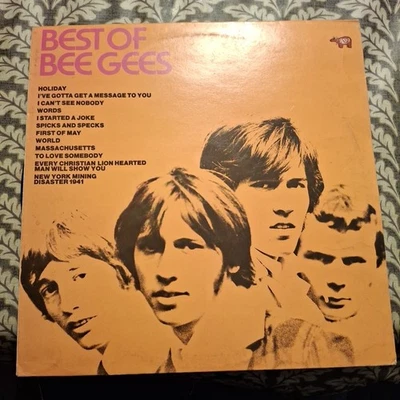 BEST OF
BEE GEES
HOLIDAY
I'VE GOTTA GET A MESSAGE TO YOU
I CAN'T SEE NOBODY
WORDS
I STARTED A JOKE
SPICKS AND SPECKS
FIRST OF MAY
WORLD
MASSACHUSETTS
TO LOVE SOMEBODY
EVERY CHRISTIAN LION HEARTED
MAN WILL SHOW YOU
NEW YORK MINING
DISASTER 1941